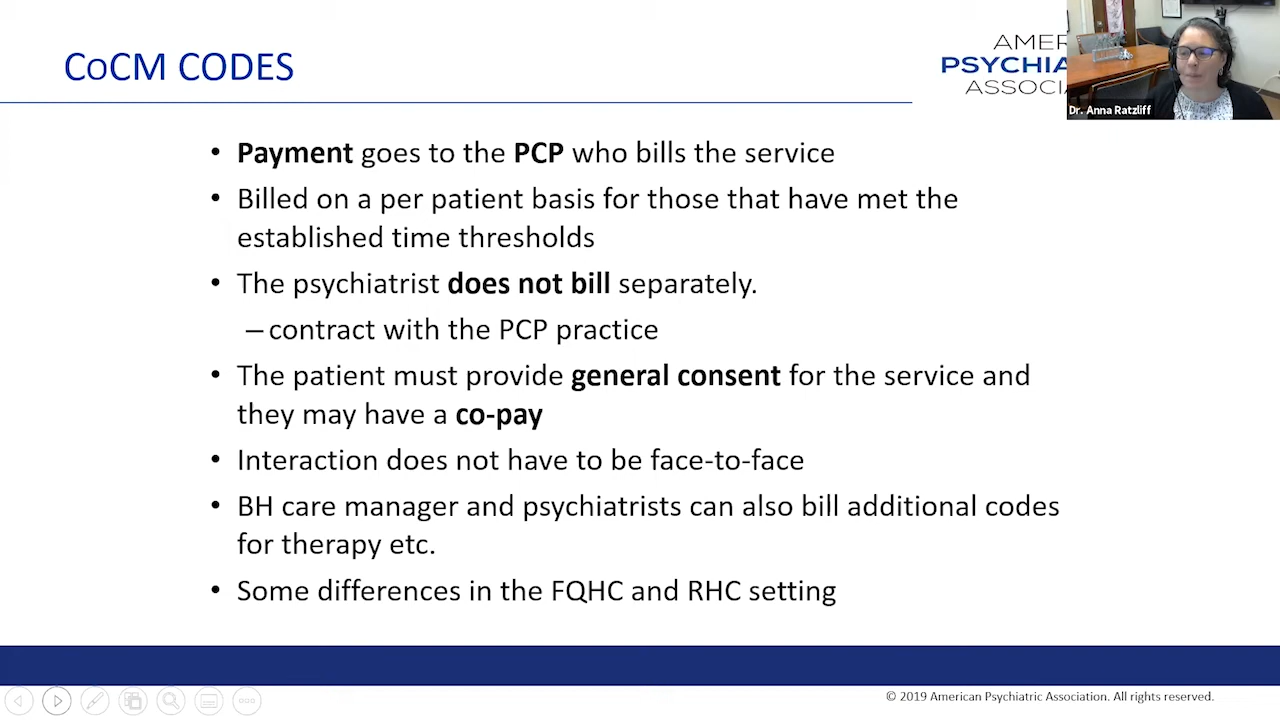 CoCM CODES
AMER
PSYCHIA
ASSOCIA
Dr. Anna Ratzliff
• Payment goes to the PCP who bills the service
• Billed on a per patient basis for those that have met the
established time thresholds
• The psychiatrist does not bill separately.
– contract with the PCP practice
• The patient must provide general consent for the service and
they may have a co-pay
• Interaction does not have to be face-to-face
• BH care manager and psychiatrists can also bill additional codes
for therapy etc.
• Some differences in the FQHC and RHC setting
© 2019 American Psychiatric Association. All rights reserved.